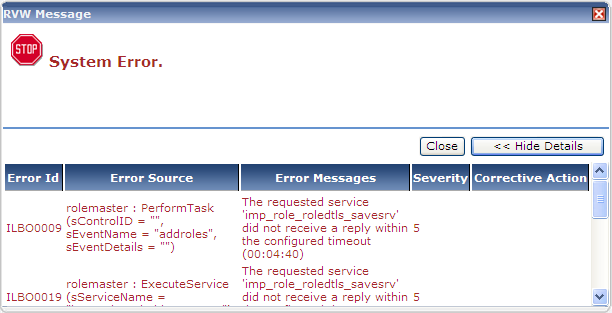 RVW Message
STOP
System Error.
Close
<< Hide Details
Error Id Error Source Error Messages Severity Corrective Action
ILBO0009
rolemaster : PerformTask
(sControlID = "",
sEventName = "addroles",
sEventDetails = "")
The requested service
'imp_role_roledtls_savesrv'
did not receive a reply within
the configured timeout
(00:04:40)
5
ILBO0019
rolemaster : ExecuteService
(sServiceName =
The requested service
'imp_role_roledtls_savesrv'
did not receive a reply within
5